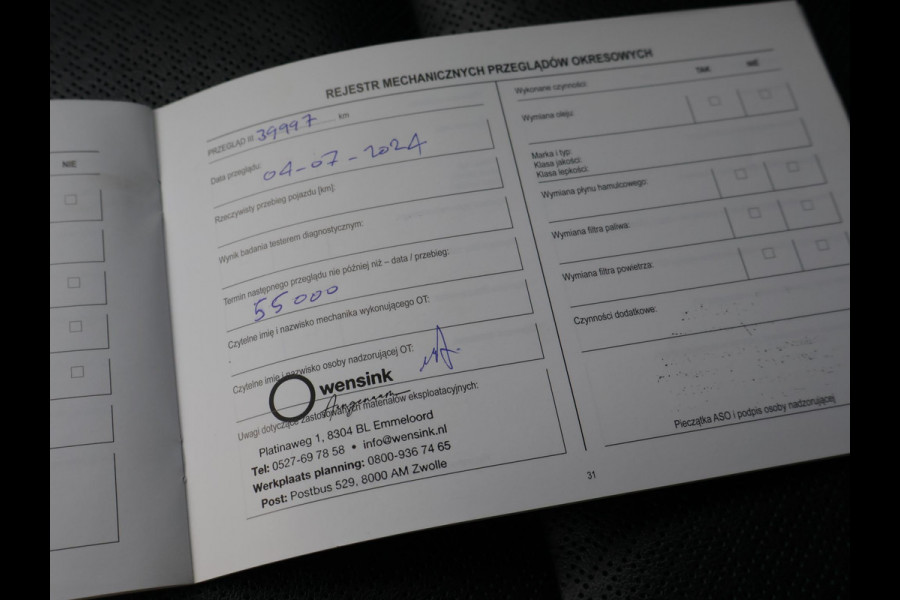 NIE
REJESTR MECHANICZNYCH PRZEGLĄDÓW OKRESOWYCH
PRZEGLĄD III 39997 km
Data przeglądu: 04-07-2024
Rzeczywisty przebieg pojazdu [km]:
Wynik badania testerem diagnostycznym:
Termin następnego przeglądu nie później niż – data / przebieg:
55000
Czytelne imię i nazwisko mechanika wykonującego OT:
Czytelne imię i nazwisko osoby nadzorującej OT:
wensink
Uwagi dotyczące zastosowanych materiałów eksploatacyjnych:
Platinaweg 1, 8304 BL Emmeloord
Tel: 0527-69 78 58 • info@wensink.nl
Werkplaats planning: 0800-936 74 65
Post: Postbus 529, 8000 AM Zwolle
Wykonane czynności:
TAK NIE
Wymiana oleju:
Marka i typ:
Klasa jakości:
Klasa lepkości:
Wymiana płynu hamulcowego:
Wymiana filtra paliwa:
Wymiana filtra powietrza:
Czynności dodatkowe:
Pieczątka ASO i podpis osoby nadzorującej
31